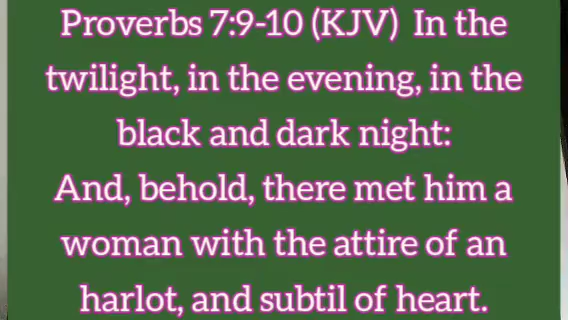 Proverbs 7:9-10 (KJV)  In the
twilight, in the evening, in the
black and dark night:
And, behold, there met him a
woman with the attire of an
harlot, and subtil of heart.